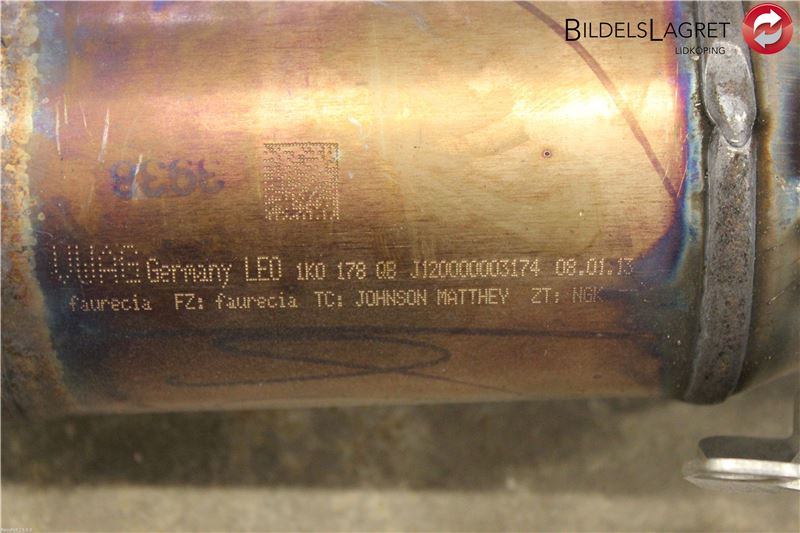 BILDELSLAGRET
LIDKÖPING
3938
VWAG Germany LEO 1K0 178 QB J120000003174 08.01.13
faurecia FZ: faurecia TC: JOHNSON MATTHEY ZT: NGK